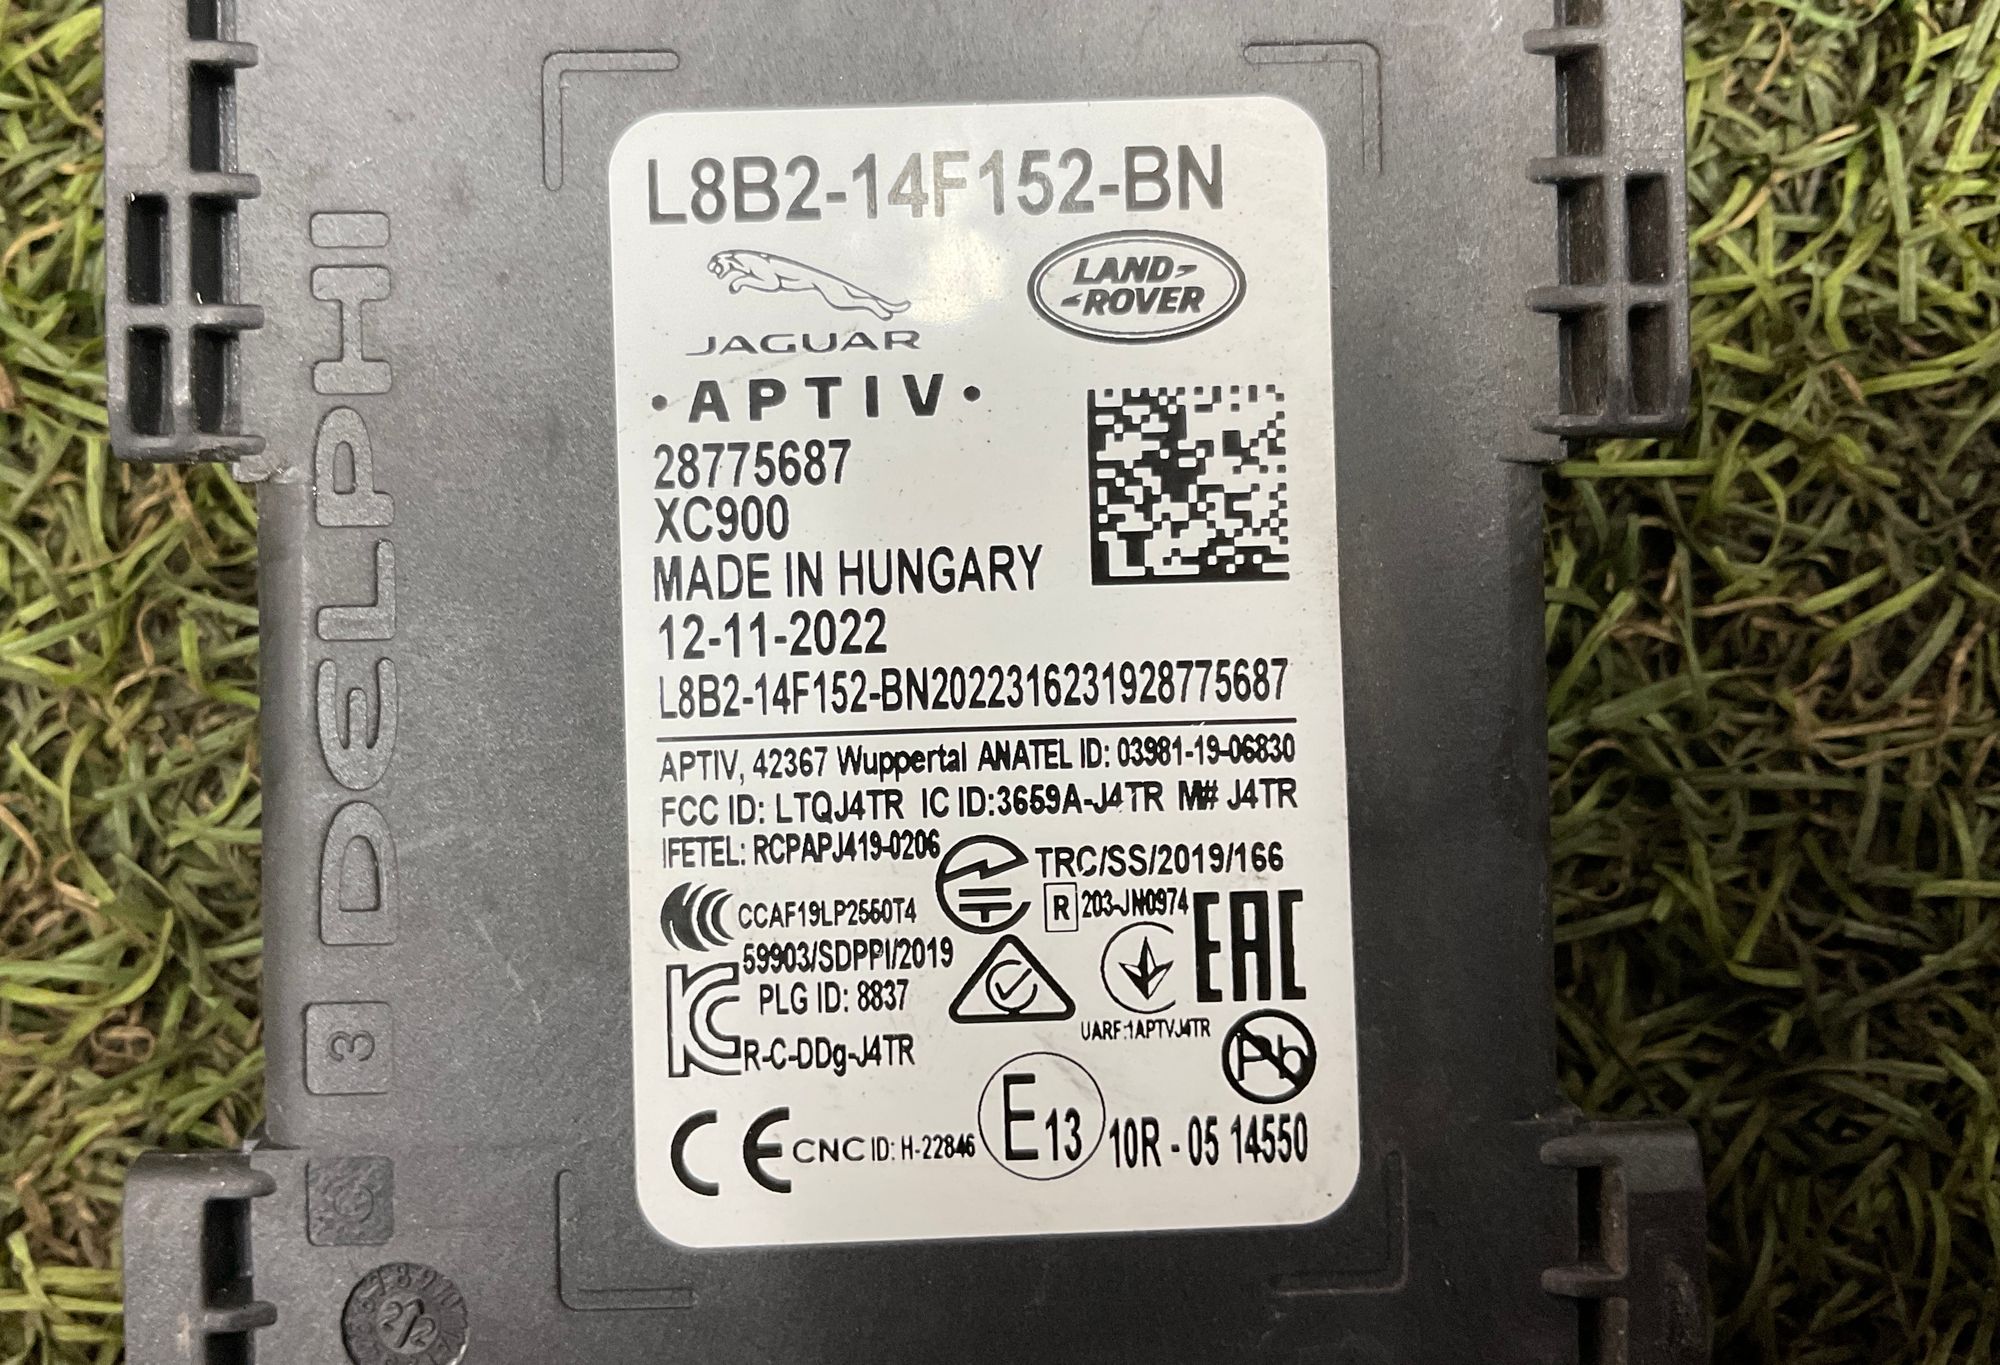 L8B2-14F152-BN
JAGUAR
LAND-
-ROVER
•APTIV•
28775687
XC900
MADE IN HUNGARY
12-11-2022
L8B2-14F152-BN2022316231928775687
APTIV, 42367 Wuppertal ANATEL ID: 03981-19-06830
FCC ID: LTQJ4TR IC ID:3659A-J4TR M# J4TR
IFETEL: RCPAPJ419-0206
TRC/SS/2019/166
R 203-JN0974
CCAF19LP2560T4
59903/SDPPI/2019
PLG ID: 8837
R-C-DDg-J4TR
EAC
UARF:1APTVJ4TR
Pb
CE CNC ID: H-22846 E13 10R - 05 14550
DELPHI
3